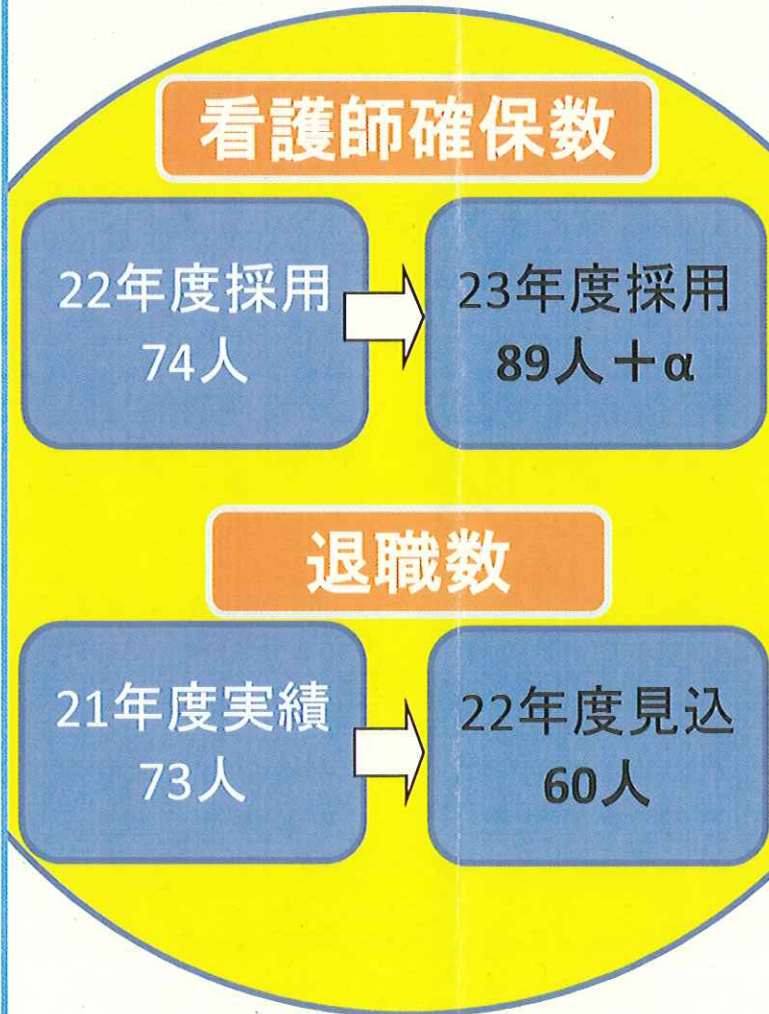 看護師確保数
22年度採用
74人
23年度採用
89人＋α
退職数
21年度実績
73人
22年度見込
60人